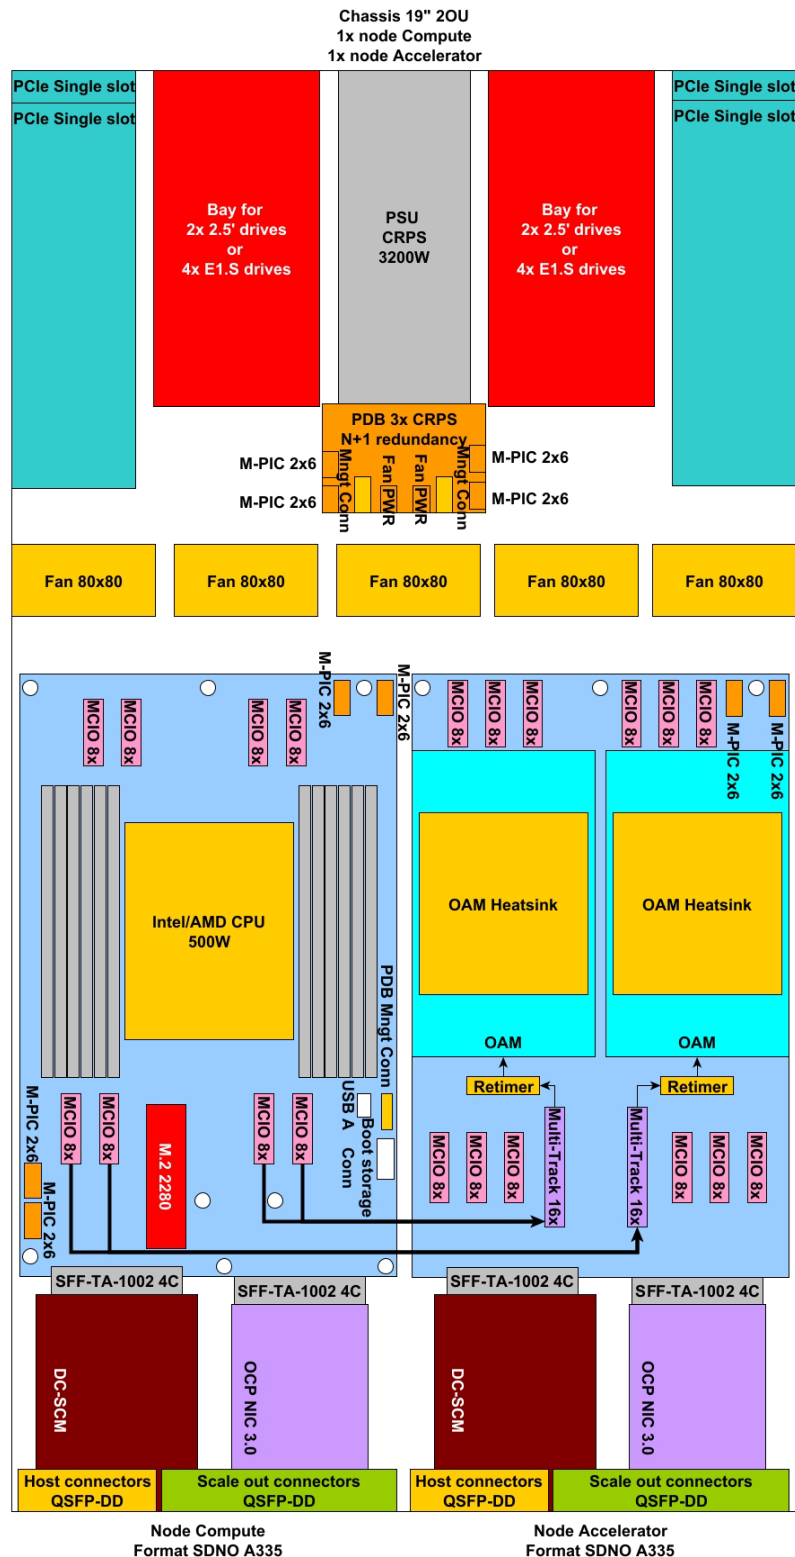 Chassis 19" 2OU
1x node Compute
1x node Accelerator
PCIe Single slot
PCIe Single slot
PCIe Single slot
PCIe Single slot
Bay for
2x 2.5' drives
or
4x E1.S drives
PSU
CRPS
3200W
Bay for
2x 2.5' drives
or
4x E1.S drives
PDB 3x CRPS
N+1 redundancy
M-PIC 2x6
M-PIC 2x6
Mngt Conn
Fan PWR
Fan PWR
Mngt Conn
M-PIC 2x6
M-PIC 2x6
Fan 80x80
Fan 80x80
Fan 80x80
Fan 80x80
Fan 80x80
MCIO 8x
MCIO 8x
MCIO 8x
MCIO 8x
M-PIC 2x6
M-PIC 2x6
MCIO 8x
MCIO 8x
MCIO 8x
MCIO 8x
MCIO 8x
MCIO 8x
M-PIC 2x6
M-PIC 2x6
Intel/AMD CPU
500W
OAM Heatsink
OAM Heatsink
PDB Mngt Conn
OAM
OAM
Retimer
Retimer
M-PIC 2x6
M-PIC 2x6
MCIO 8x
MCIO 8x
M.2 2280
MCIO 8x
MCIO 8x
USB A
Boot storage
Conn
MCIO 8x
MCIO 8x
MCIO 8x
Multi-Track 16x
Multi-Track 16x
MCIO 8x
MCIO 8x
MCIO 8x
SFF-TA-1002 4C
SFF-TA-1002 4C
SFF-TA-1002 4C
SFF-TA-1002 4C
DC-SCM
OCP NIC 3.0
DC-SCM
OCP NIC 3.0
Host connectors
QSFP-DD
Scale out connectors
QSFP-DD
Host connectors
QSFP-DD
Scale out connectors
QSFP-DD
Node Compute
Format SDNO A335
Node Accelerator
Format SDNO A335